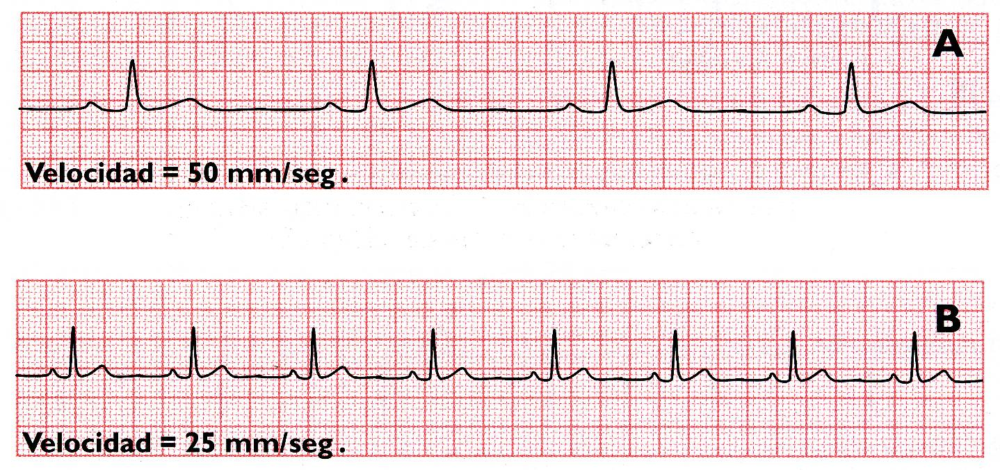 A
Velocidad = 50 mm/seg.
B
Velocidad = 25 mm/seg.